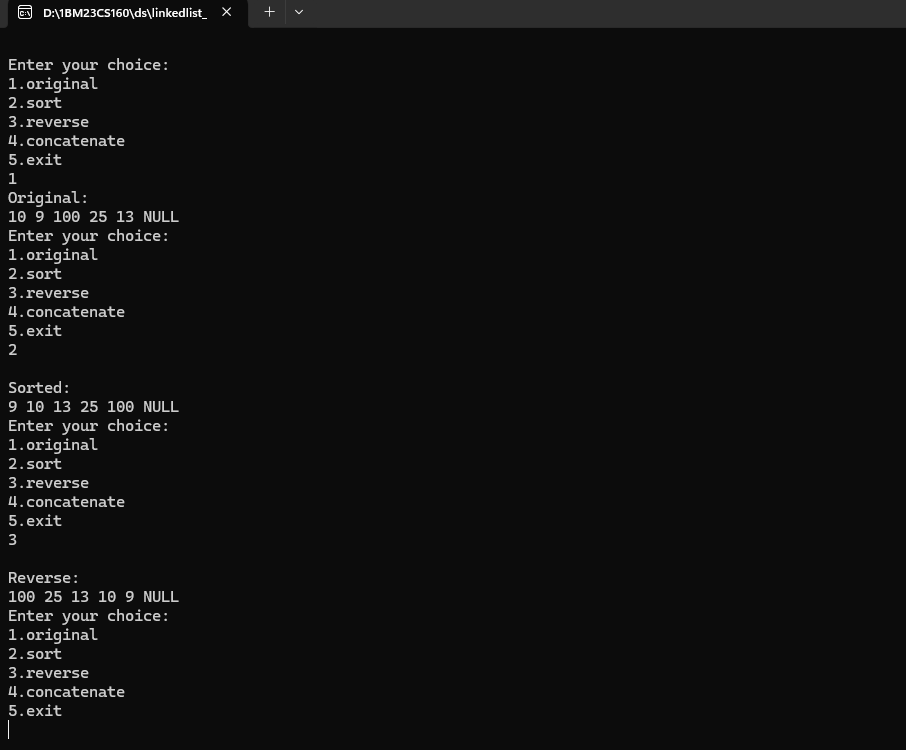 D:\1BM23CS160\ds\linkedlist_
Enter your choice:
1.original
2.sort
3.reverse
4.concatenate
5.exit
1
Original:
10 9 100 25 13 NULL
Enter your choice:
1.original
2.sort
3.reverse
4.concatenate
5.exit
2
Sorted:
9 10 13 25 100 NULL
Enter your choice:
1.original
2.sort
3.reverse
4.concatenate
5.exit
3
Reverse:
100 25 13 10 9 NULL
Enter your choice:
1.original
2.sort
3.reverse
4.concatenate
5.exit